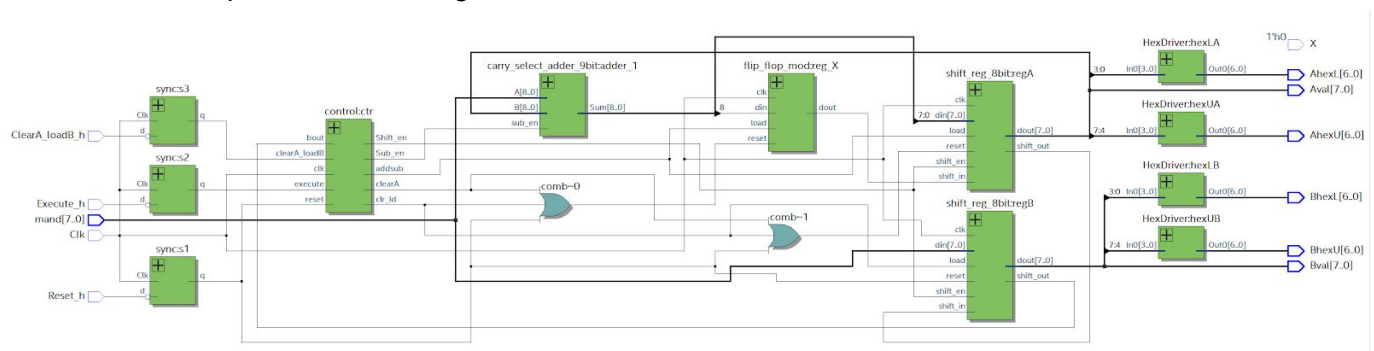 sync:s3
Clk
d
q
ClearA_loadB_h
sync:s2
Clk
d
q
Execute_h
mand[7..0]
Clk
sync:s1
Clk
d
q
Reset_h
control:ctr
bout
clearA_loadB
clk
execute
reset
Shift_en
Sub_en
addsub
clearA
clr_ld
carry_select_adder_9bit:adder_1
A[8..0]
B[8..0]
sub_en
Sum[8..0]
8
comb~0
flip_flop_mod:reg_X
clk
din
load
reset
dout
comb~1
shift_reg_8bit:regA
clk
7:0 din[7..0]
load
reset
shift_en
shift_in
dout[7..0]
shift_out
shift_reg_8bit:regB
clk
din[7..0]
load
reset
shift_en
shift_in
dout[7..0]
shift_out
HexDriver:hexLA
3:0 In0[3..0]
Out0[6..0]
HexDriver:hexUA
7:4 In0[3..0]
Out0[6..0]
HexDriver:hexLB
3:0 In0[3..0]
Out0[6..0]
HexDriver:hexUB
7:4 In0[3..0]
Out0[6..0]
1'h0
X
AhexL[6..0]
Aval[7..0]
AhexU[6..0]
BhexL[6..0]
BhexU[6..0]
Bval[7..0]